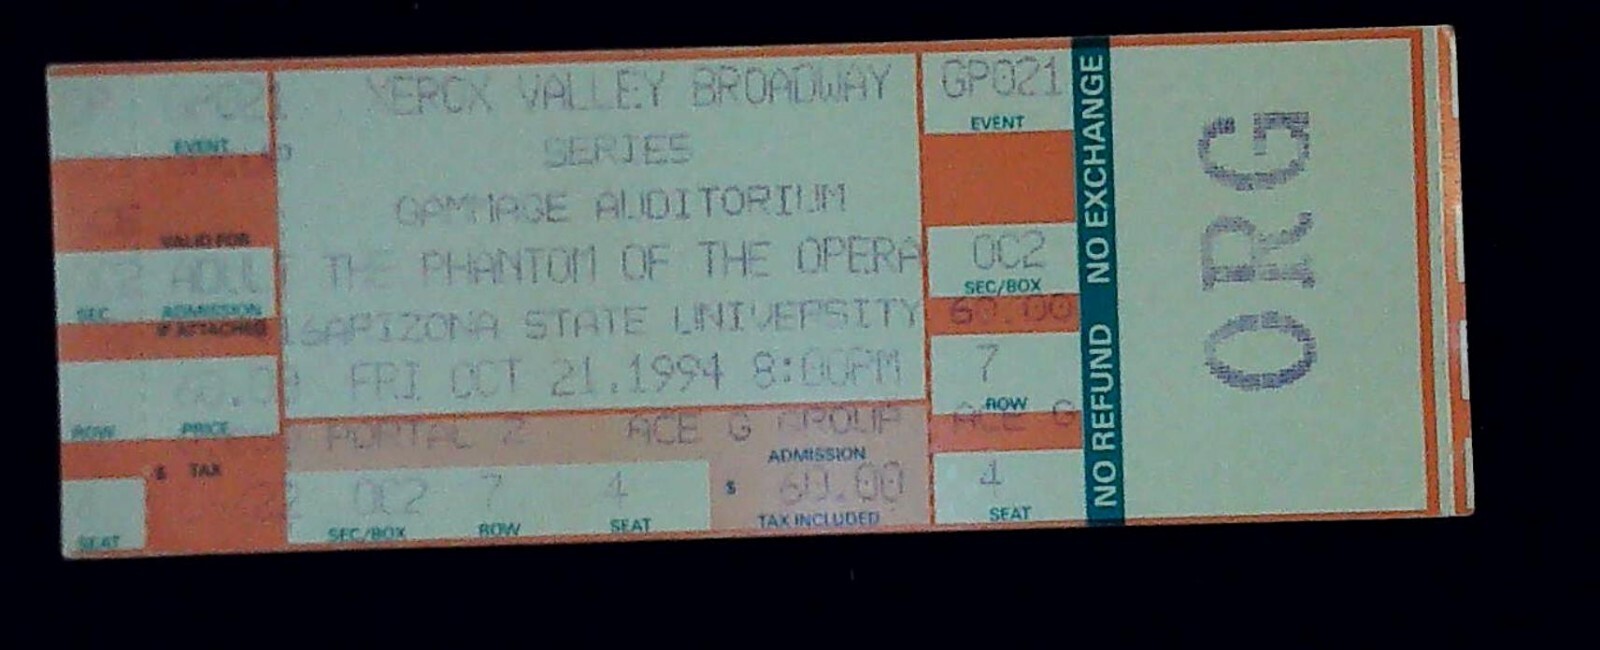 GP021 XEROX VALLEY BROADWAY GP021
EVENT EVENT
SERIES
GAMMAGE AUDITORIUM
VALID FOR
ADULT THE PHANTOM OF THE OPERA OC2
SEC ADMISSION SEC/BOX
IF ATTACHED ARIZONA STATE UNIVERSITY 60.00
60.00 FRI OCT 21.1994 8:00PM 7
ROW PRICE ROW
PORTAL 2 ACE G GROUP ACE G
$ TAX ADMISSION
OC2 7 4 $ 60.00 4
SEAT SEC/BOX ROW SEAT TAX INCLUDED SEAT
NO REFUND NO EXCHANGE
ORG